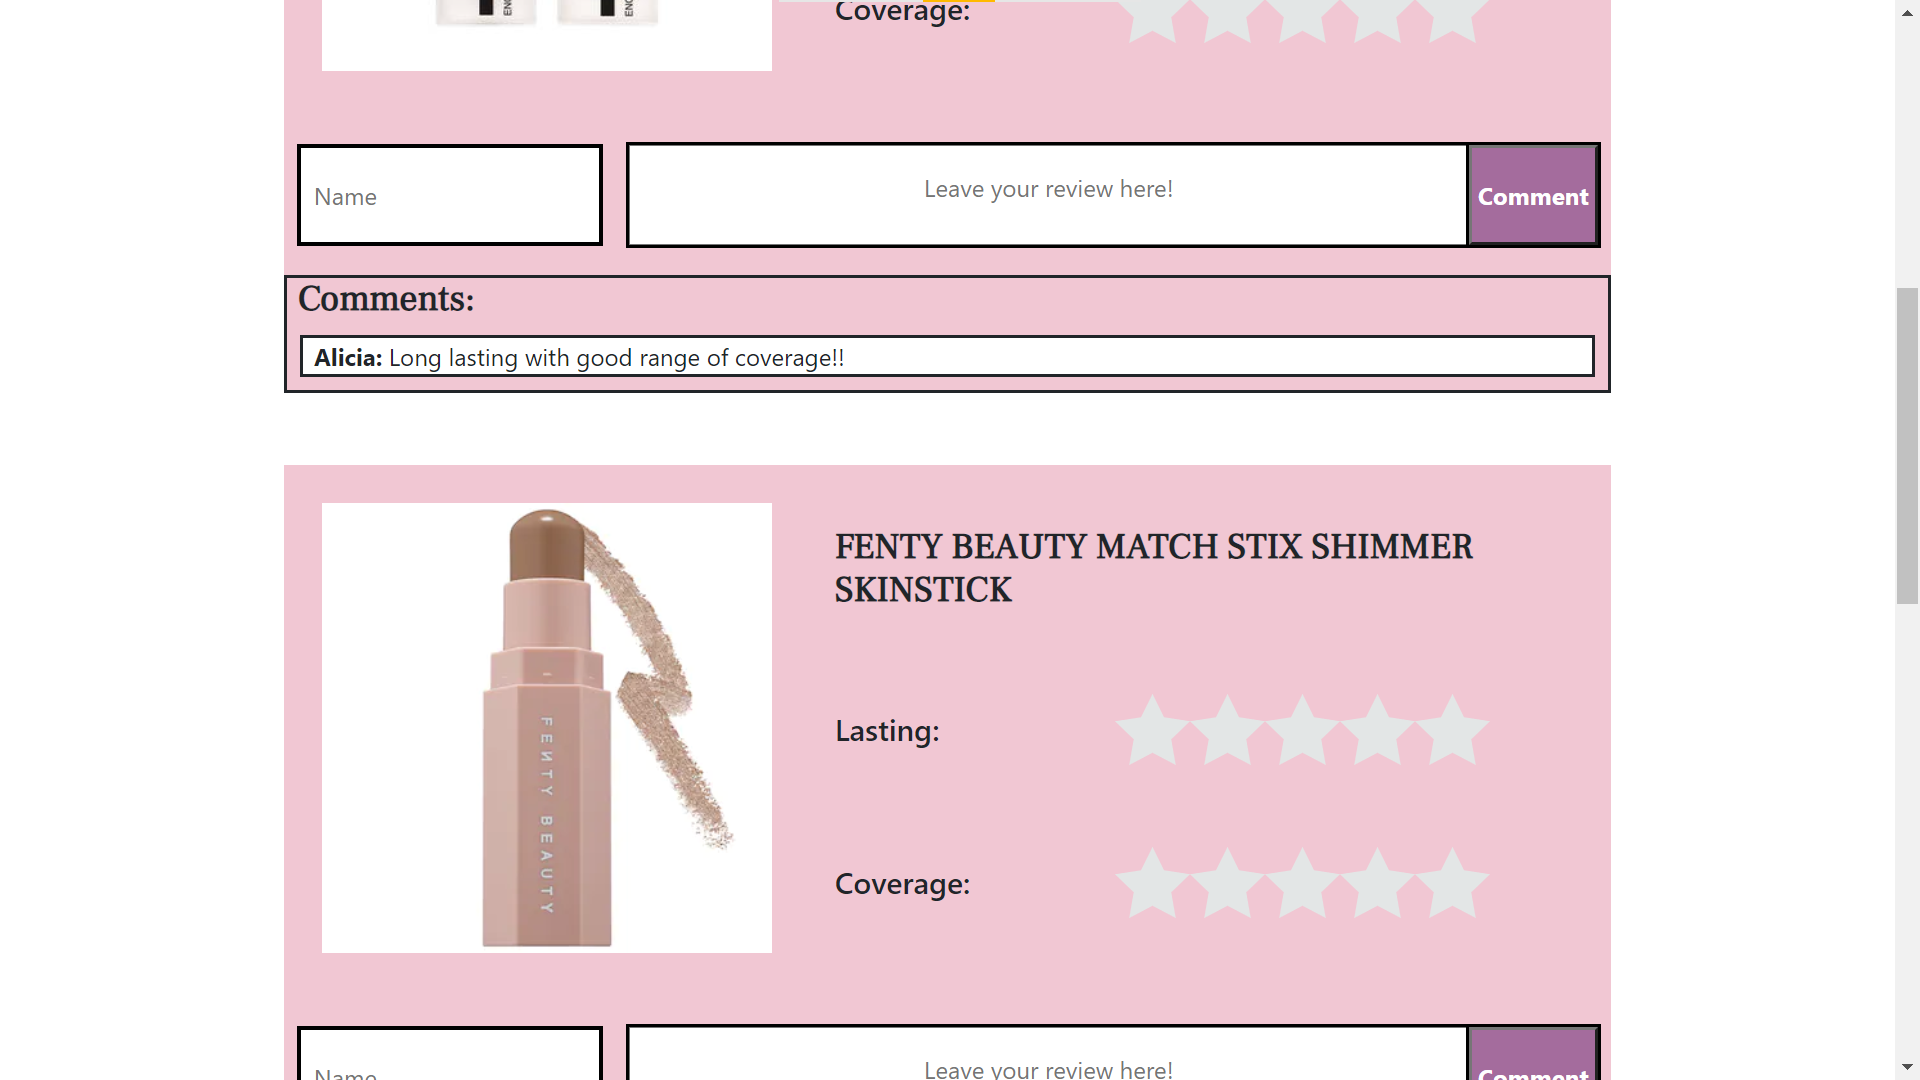 Coverage:
Name
Leave your review here!
Comment
Comments:
Alicia: Long lasting with good range of coverage!!
FENTY BEAUTY MATCH STIX SHIMMER
SKINSTICK
Lasting:
FENTY BEAUTY
Coverage:
Name
Leave your review here!
Comment